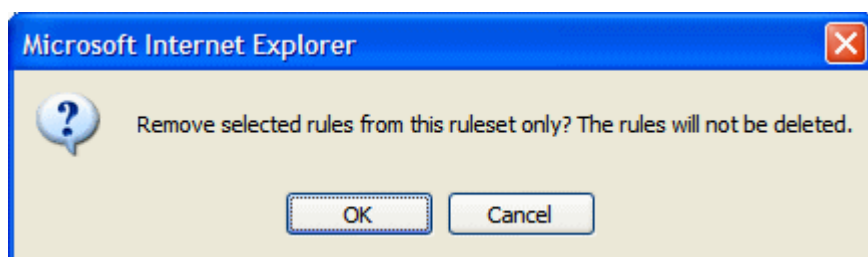 Microsoft Internet Explorer
Remove selected rules from this ruleset only? The rules will not be deleted.
OK Cancel